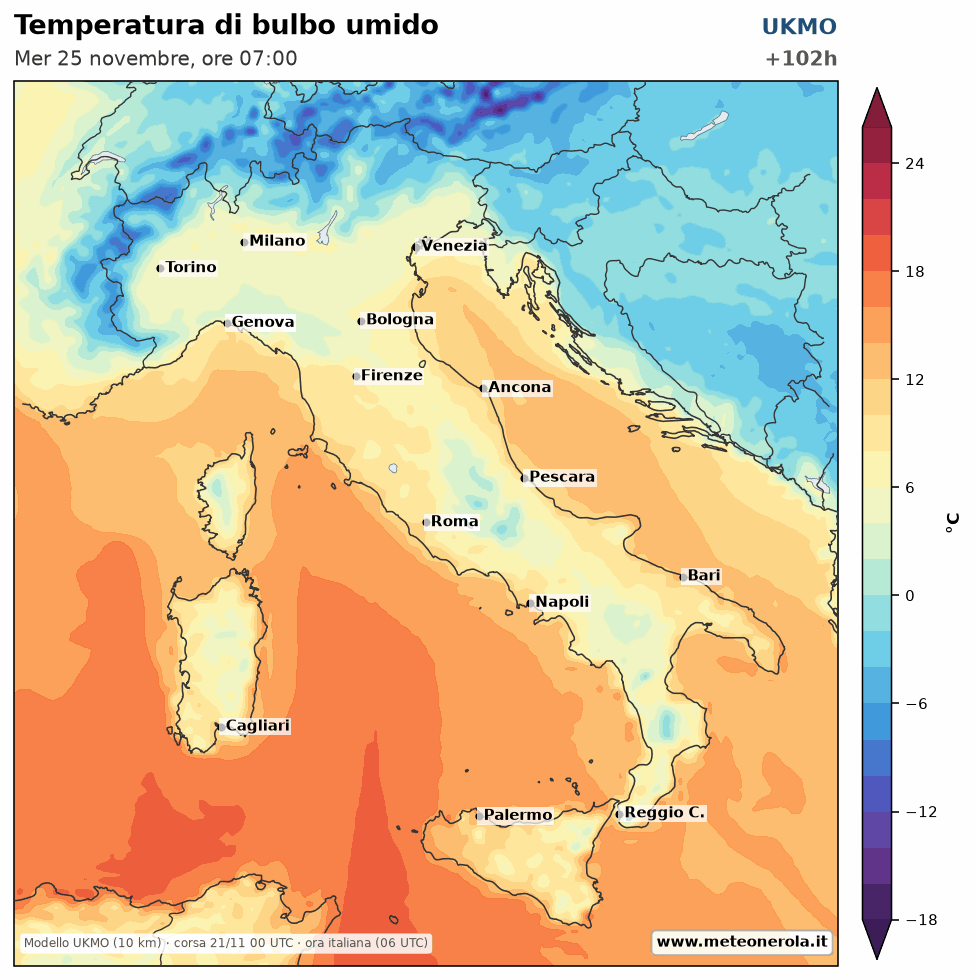 Temperatura di bulbo umido
UKMO
Mer 25 novembre, ore 07:00
+102h
24
18
12
6
0
−6
−12
−18
°C
Milano
Venezia
Torino
Genova
Bologna
Firenze
Ancona
Pescara
Roma
Bari
Napoli
Cagliari
Palermo
Reggio C.
Modello UKMO (10 km) · corsa 21/11 00 UTC · ora italiana (06 UTC)
www.meteonerola.it